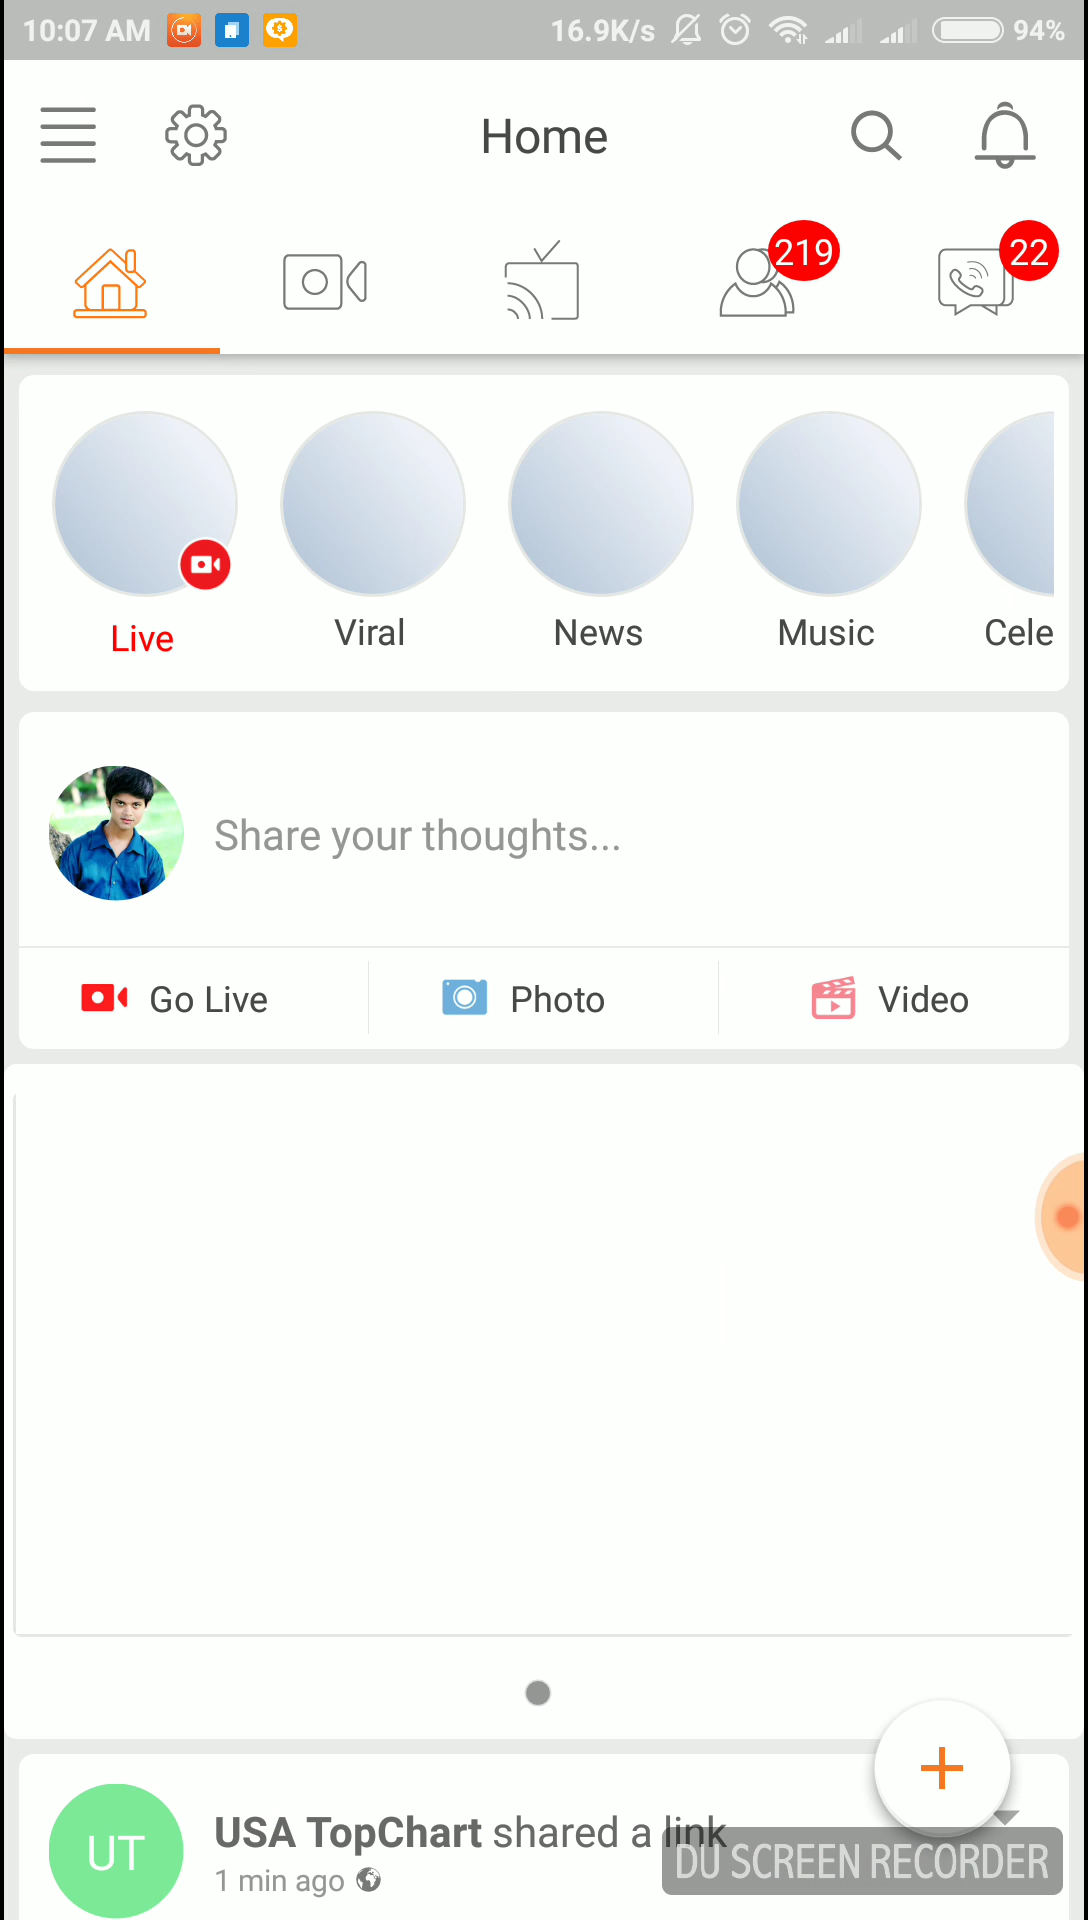 10:07 AM 16.9K/s 94%
Home
219 22
Live Viral News Music Cele
Share your thoughts...
Go Live Photo Video
UT USA TopChart shared a link
1 min ago
DU SCREEN RECORDER